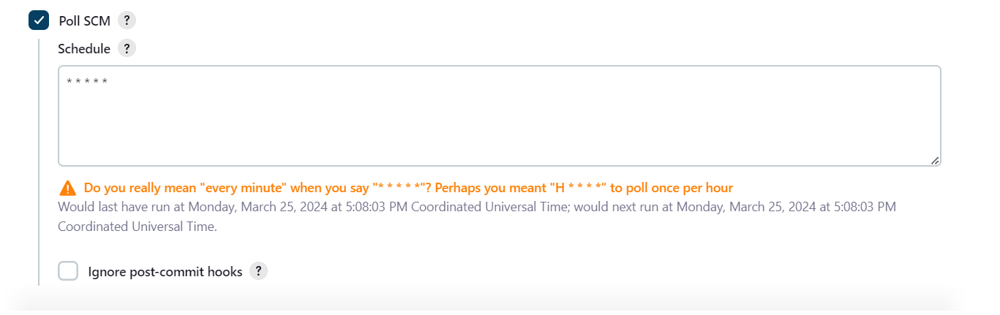 Poll SCM ?
Schedule ?
* * * * *
Do you really mean "every minute" when you say "* * * * *"? Perhaps you meant "H * * * *" to poll once per hour
Would last have run at Monday, March 25, 2024 at 5:08:03 PM Coordinated Universal Time; would next run at Monday, March 25, 2024 at 5:08:03 PM
Coordinated Universal Time.
Ignore post-commit hooks ?